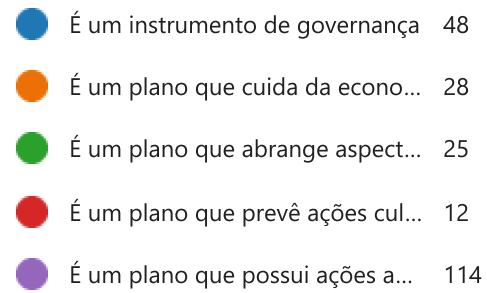 É um instrumento de governança 48
É um plano que cuida da econo... 28
É um plano que abrange aspect... 25
É um plano que prevê ações cul... 12
É um plano que possui ações a... 114